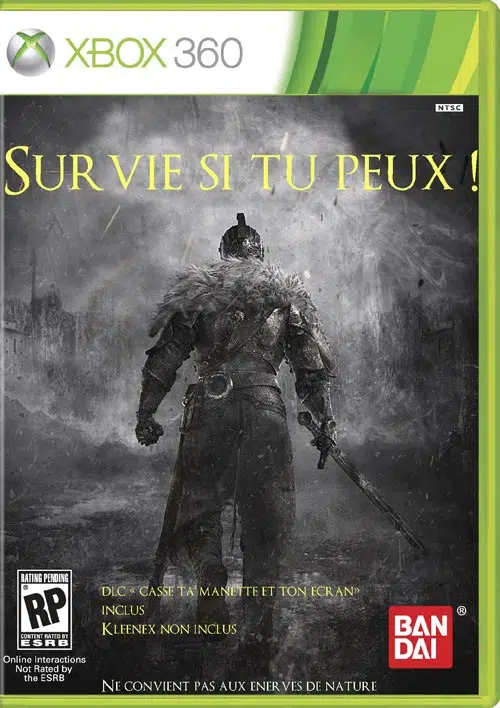 XBOX 360
NTSC
SURVIE SI TU PEUX !
DLC « CASSE TA MANETTE ET TON ECRAN»
INCLUS
KLEENEX NON INCLUS
RATING PENDING
RP
®
CONTENT RATED BY
ESRB
Online Interactions
Not Rated by
the ESRB
BAN
DAI
®
NE CONVIENT PAS AUX ENERVES DE NATURE